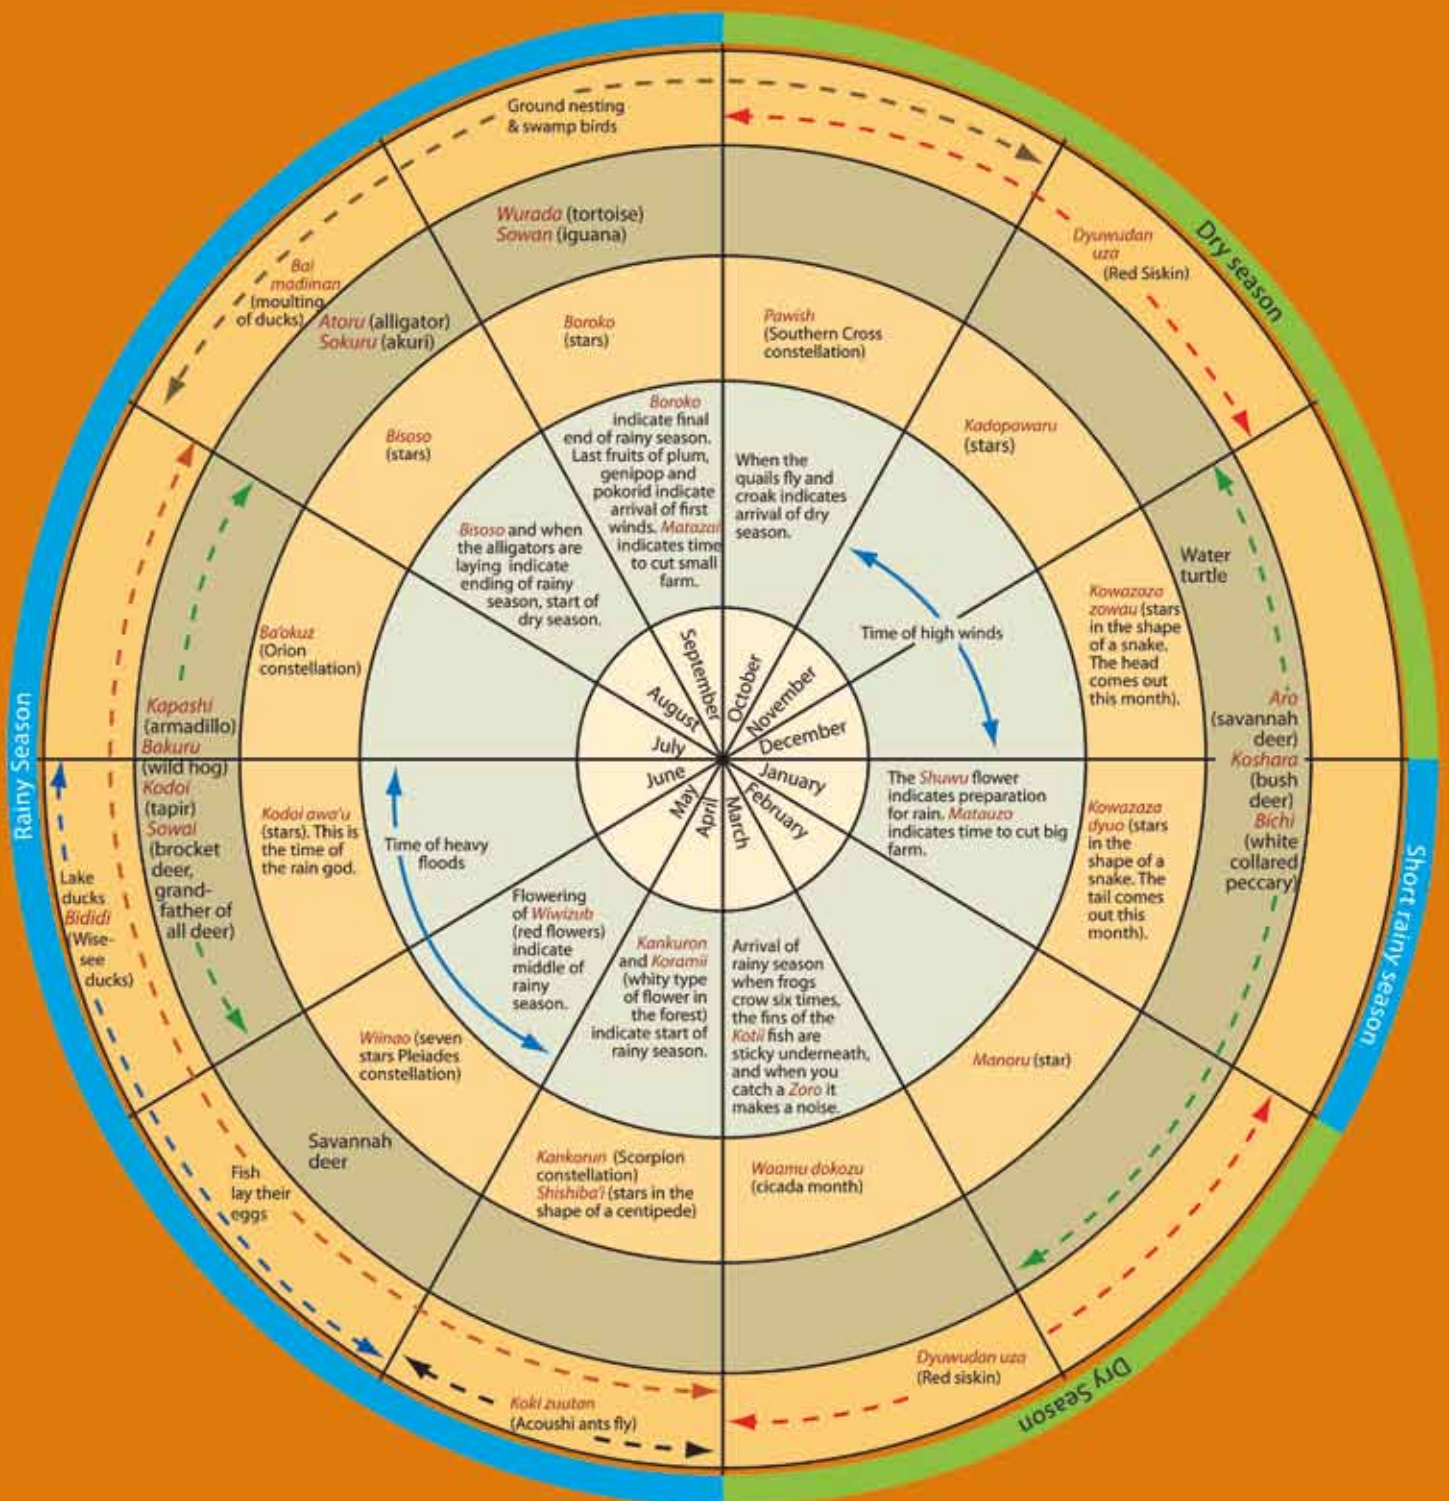 Rainy Season
Dry season
Short rainy season
Dry Season
Ground nesting
& swamp birds
Bai
madiman
(moulting
of ducks)
Dyuwudan
uza
(Red Siskin)
Lake
ducks
Bididi
(Wise-
see
ducks)
Fish
lay their
eggs
Koki zuutan
(Acoushi ants fly)
Dyuwudan uza
(Red siskin)
Wurada (tortoise)
Sowan (iguana)
Atoru (alligator)
Sokuru (akuri)
Kapashi
(armadillo)
Bakuru
(wild hog)
Kodoi
(tapir)
Sowai
(brocket
deer,
grand-
father of
all deer)
Savannah
deer
Water
turtle
Aro
(savannah
deer)
Koshara
(bush
deer)
Bichi
(white
collared
peccary)
Boroko
(stars)
Pawish
(Southern Cross
constellation)
Kadopawaru
(stars)
Kowazaza
zowau (stars
in the shape
of a snake.
The head
comes out
this month).
Kowazaza
dyuo (stars
in the
shape of a
snake. The
tail comes
out this
month).
Manoru (star)
Waamu dokozu
(cicada month)
Kankorun (Scorpion
constellation)
Shishiba'i (stars in the
shape of a centipede)
Wiinao (seven
stars Pleiades
constellation)
Kodoi awa'u
(stars). This is
the time of
the rain god.
Ba'okuz
(Orion
constellation)
Bisoso
(stars)
Boroko
indicate final
end of rainy season.
Last fruits of plum,
genipop and
pokorid indicate
arrival of first
winds. Matazai
indicates time
to cut small
farm.
When the
quails fly and
croak indicates
arrival of dry
season.
Time of high winds
The Shuwu flower
indicates preparation
for rain. Matauzo
indicates time to cut big
farm.
Arrival of
rainy season
when frogs
crow six times,
the fins of the
Kotii fish are
sticky underneath,
and when you
catch a Zoro it
makes a noise.
Kankuron
and Koramii
(whity type
of flower in
the forest)
indicate start of
rainy season.
Flowering
of Wiwizub
(red flowers)
indicate
middle of
rainy
season.
Time of heavy
floods
Bisoso and when
the alligators are
laying indicate
ending of rainy
season, start of
dry season.
January
February
March
April
May
June
July
August
September
October
November
December